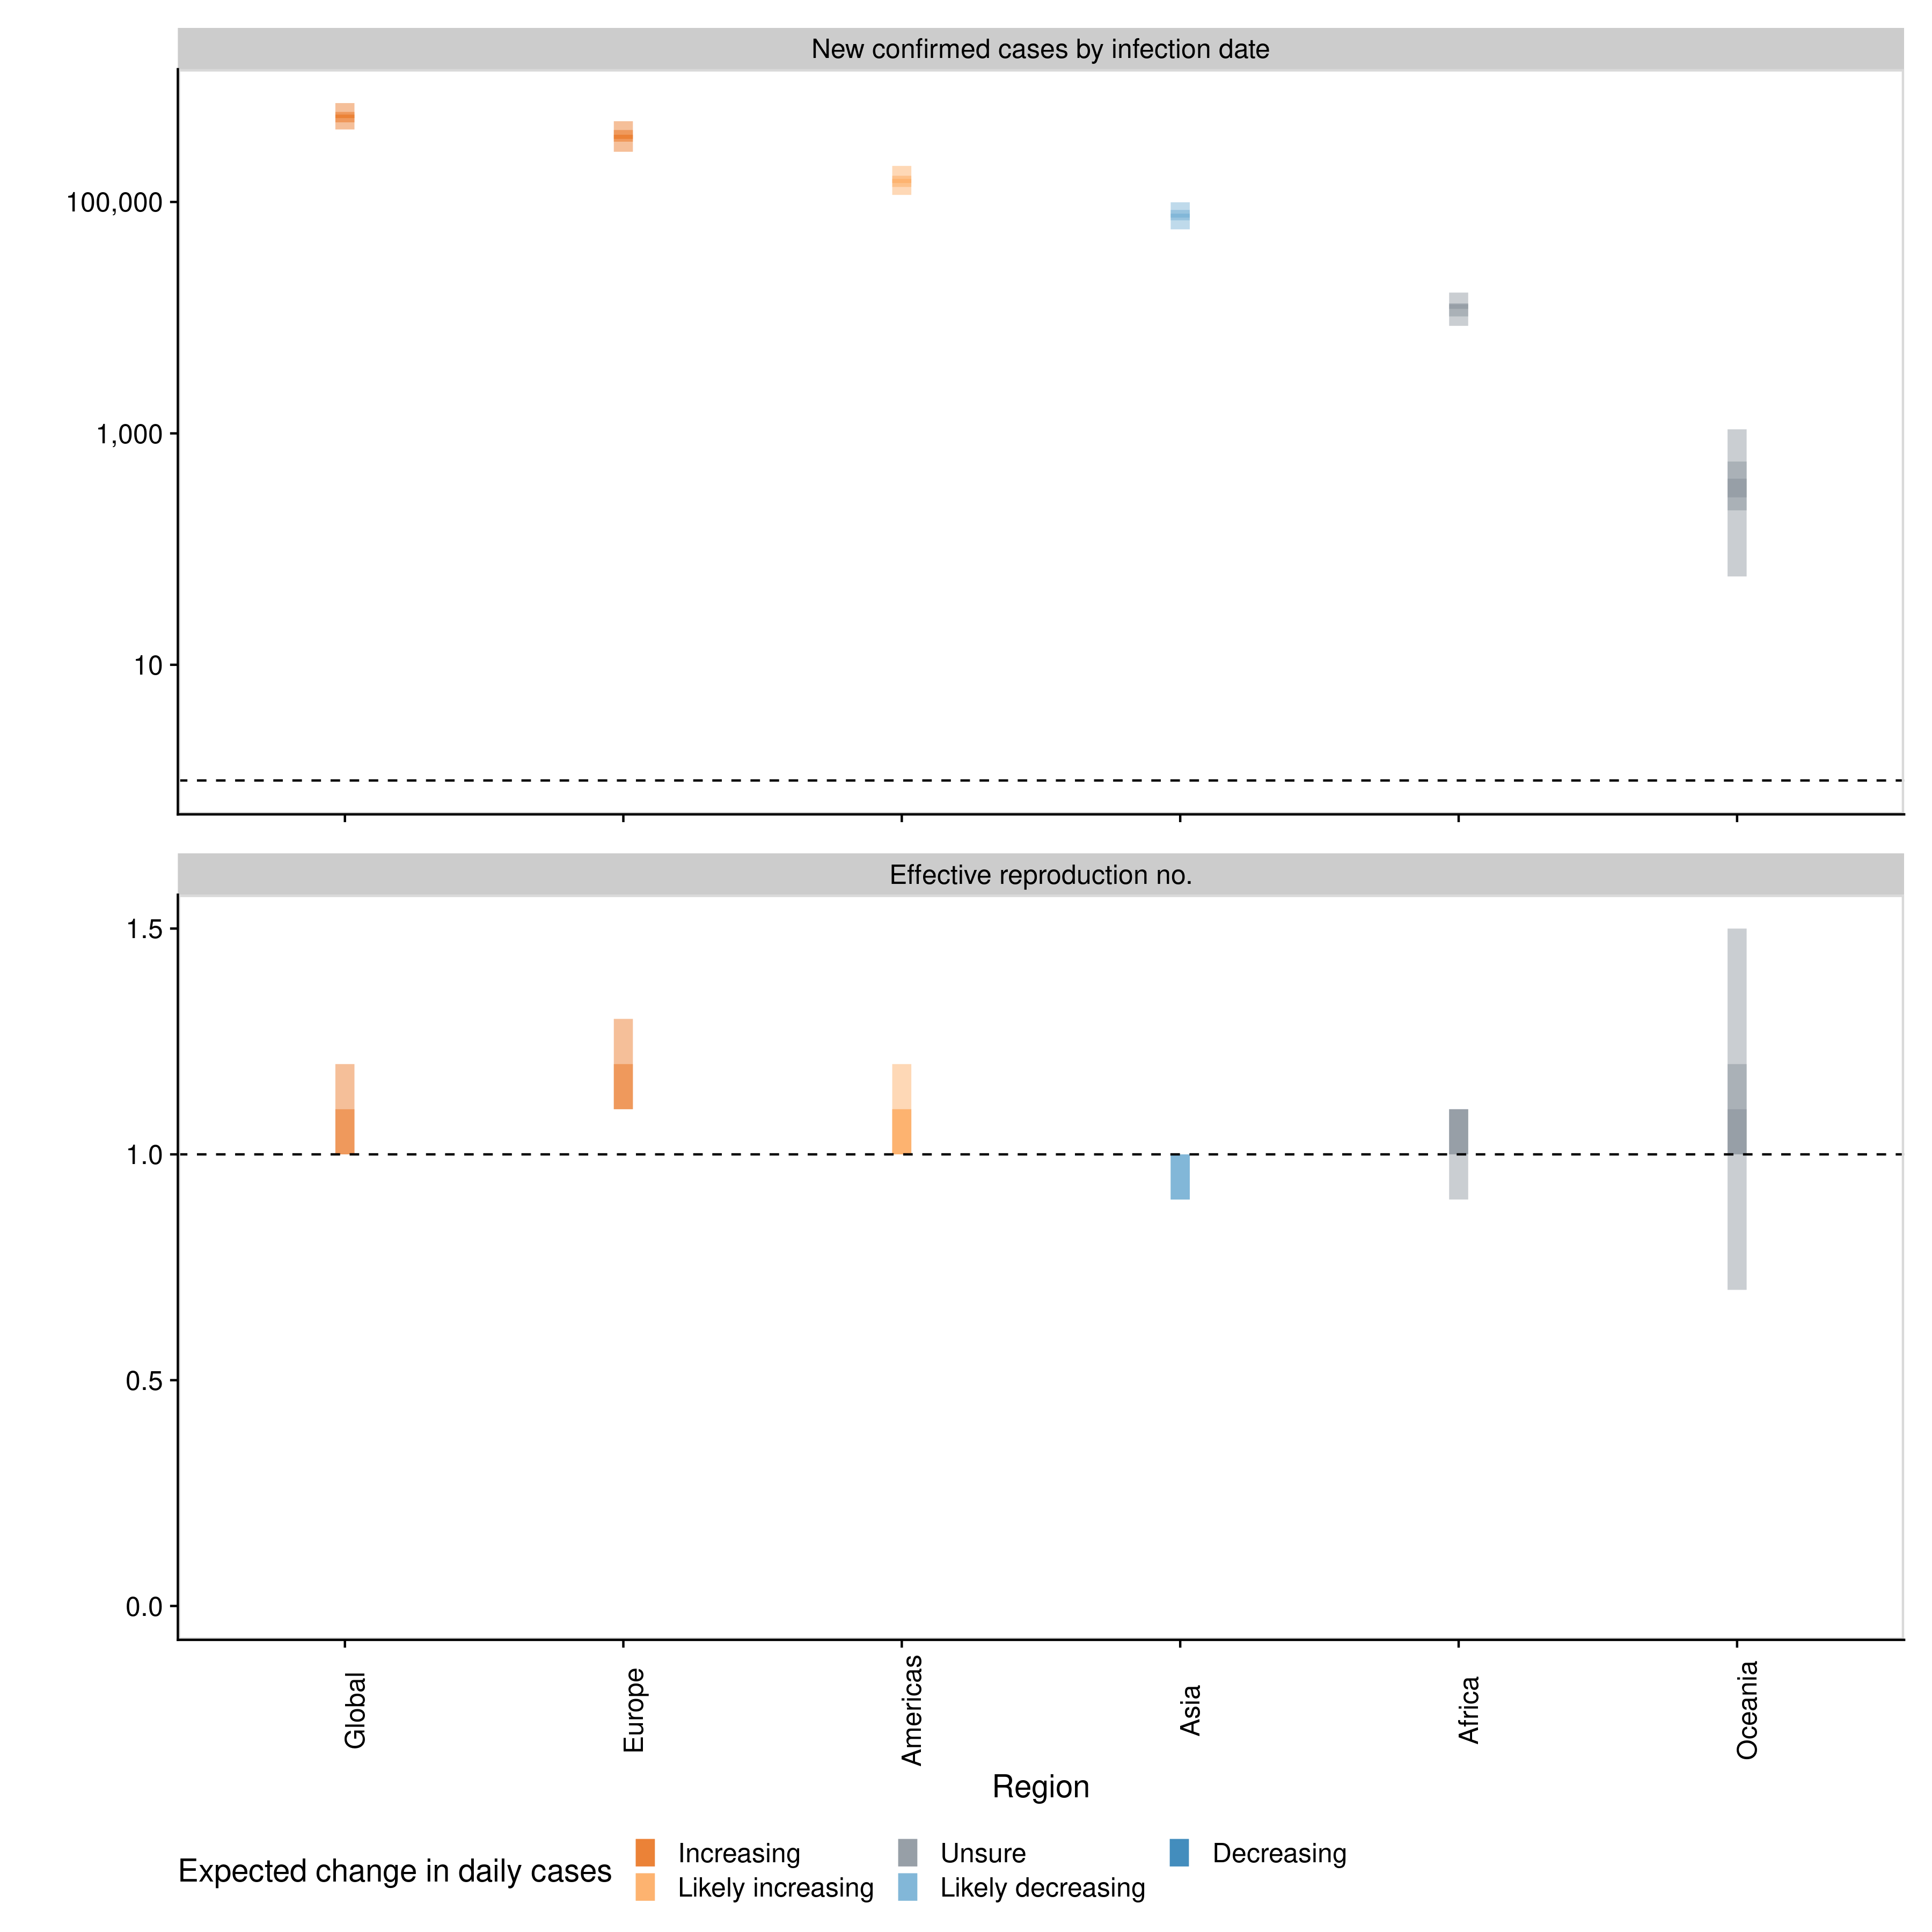 New confirmed cases by infection date
100,000
1,000
10
Effective reproduction no.
1.5
1.0
0.5
0.0
Global
Europe
Americas
Asia
Africa
Oceania
Region
Expected change in daily cases
Increasing
Likely increasing
Unsure
Likely decreasing
Decreasing